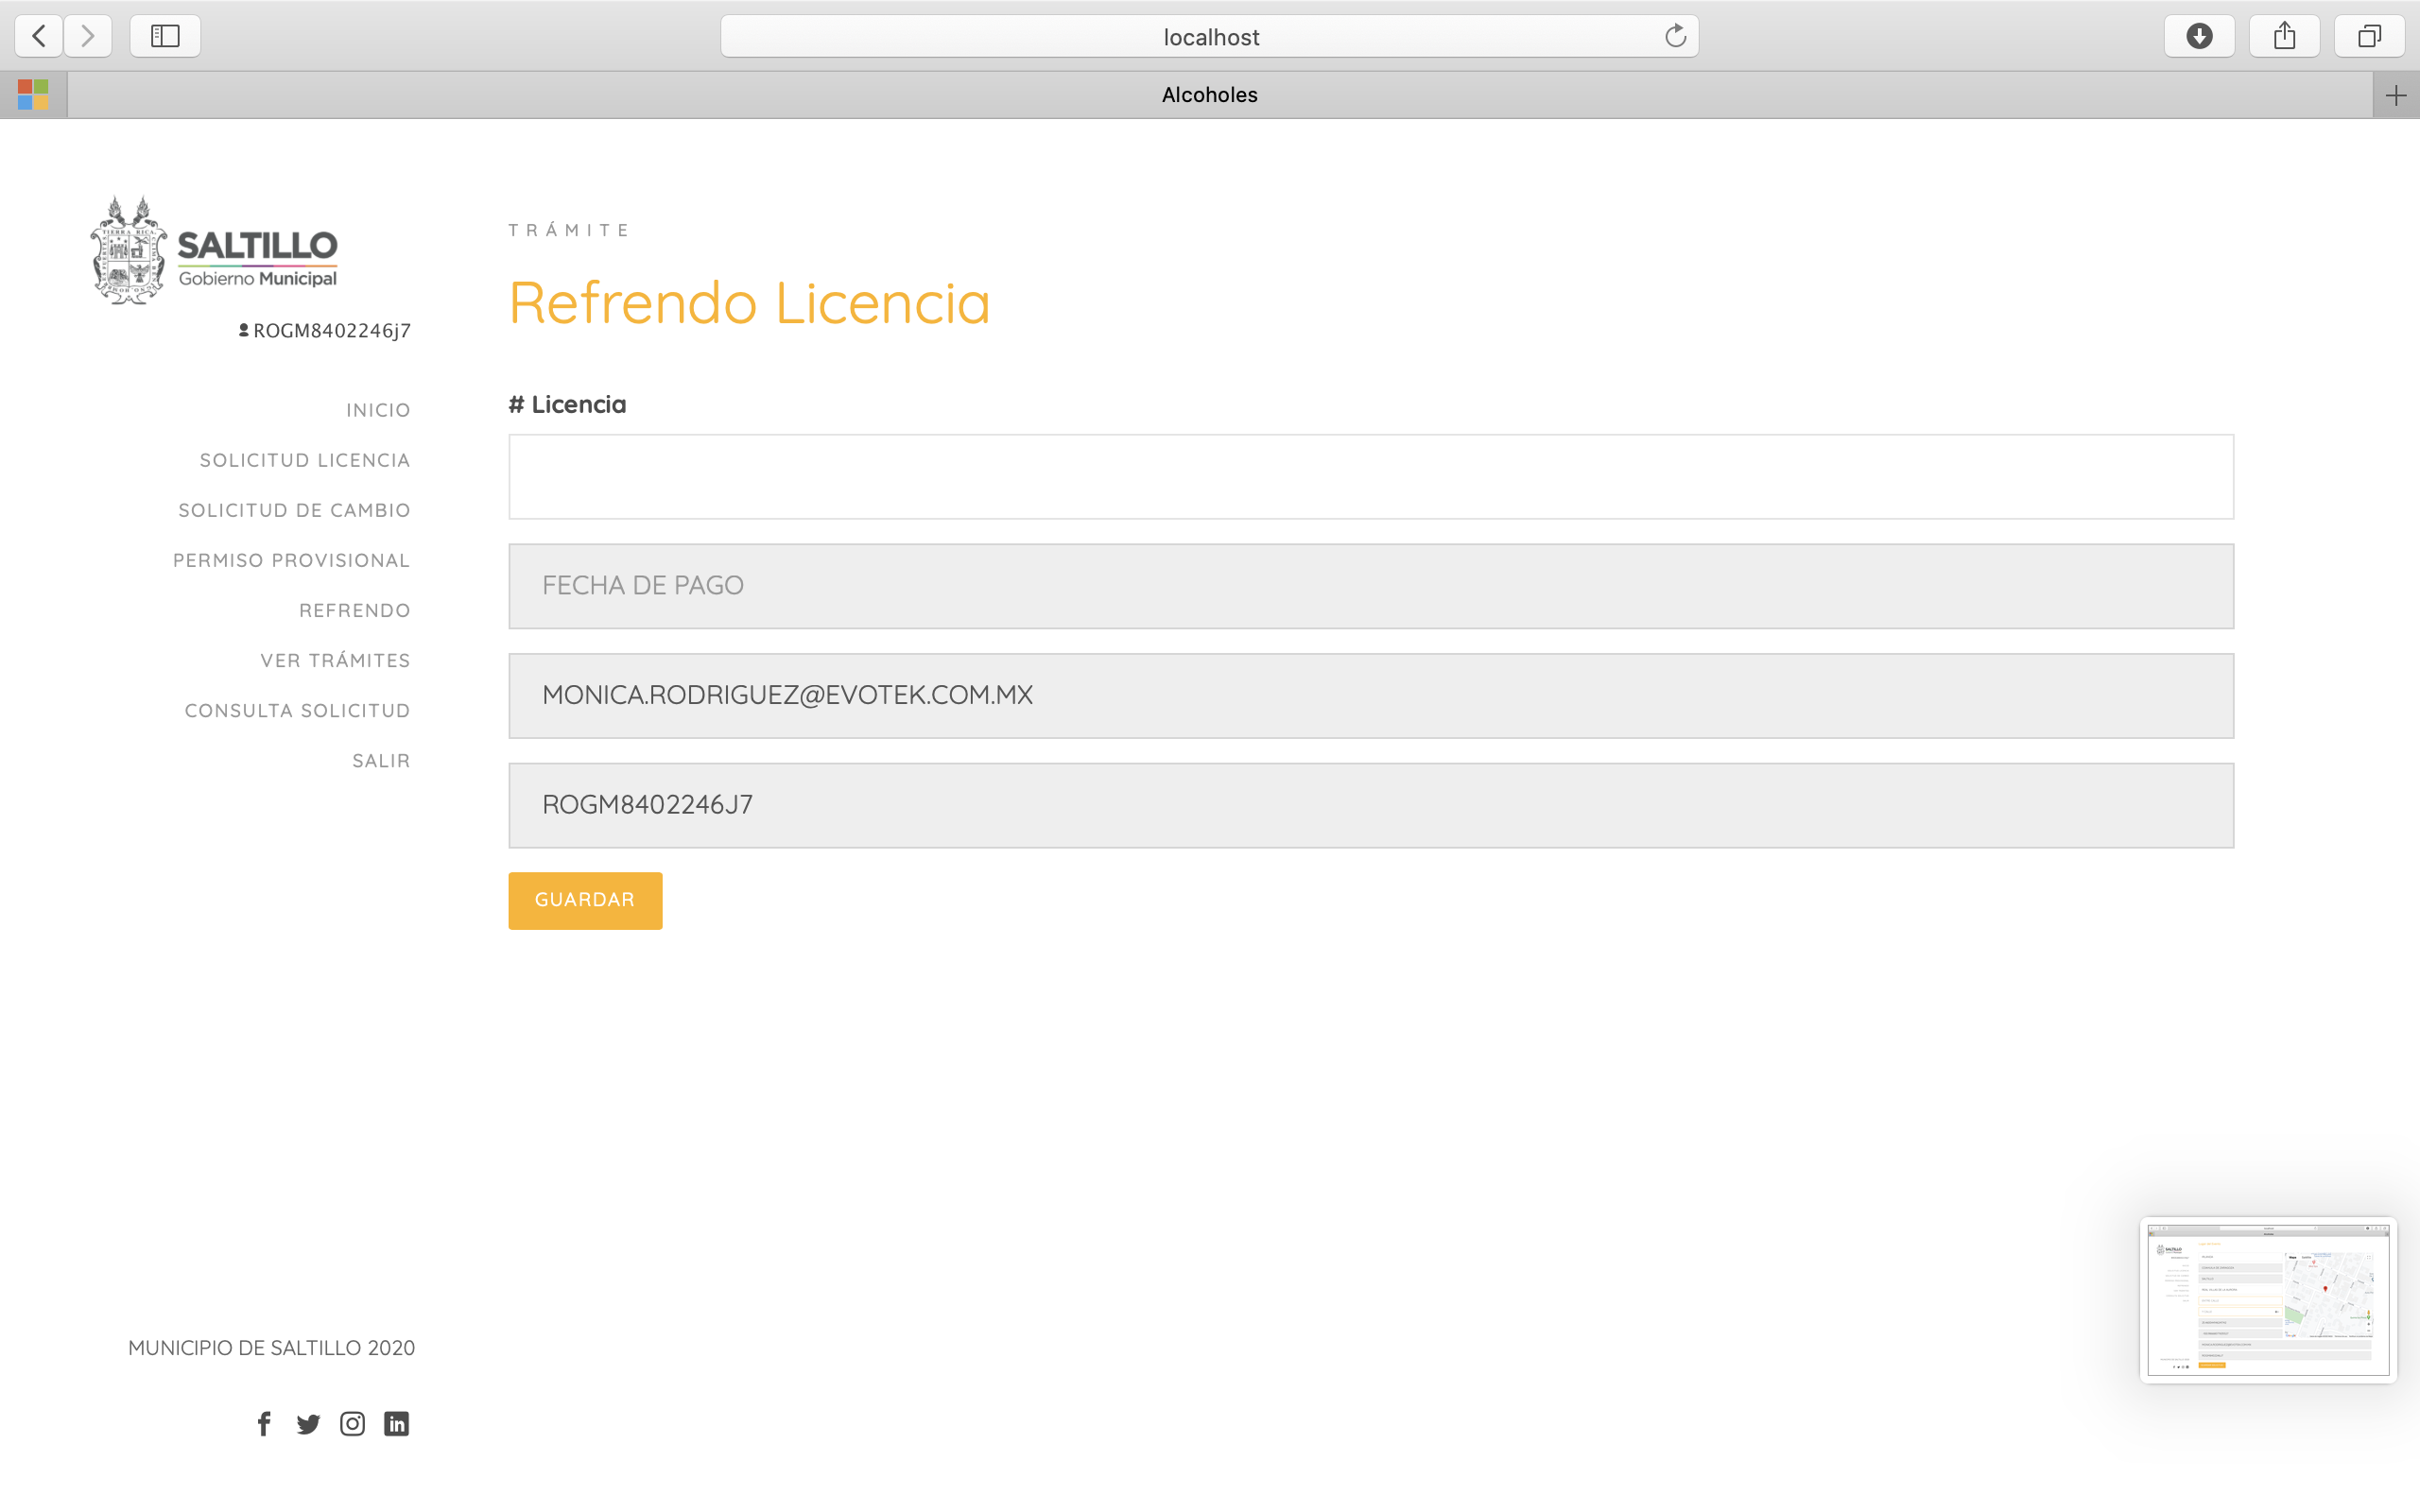 localhost
Alcoholes
SALTILLO
Gobierno Municipal
ROGM8402246j7
INICIO
SOLICITUD LICENCIA
SOLICITUD DE CAMBIO
PERMISO PROVISIONAL
REFRENDO
VER TRÁMITES
CONSULTA SOLICITUD
SALIR
TRÁMITE
Refrendo Licencia
# Licencia
FECHA DE PAGO
MONICA.RODRIGUEZ@EVOTEK.COM.MX
ROGM8402246J7
GUARDAR
MUNICIPIO DE SALTILLO 2020